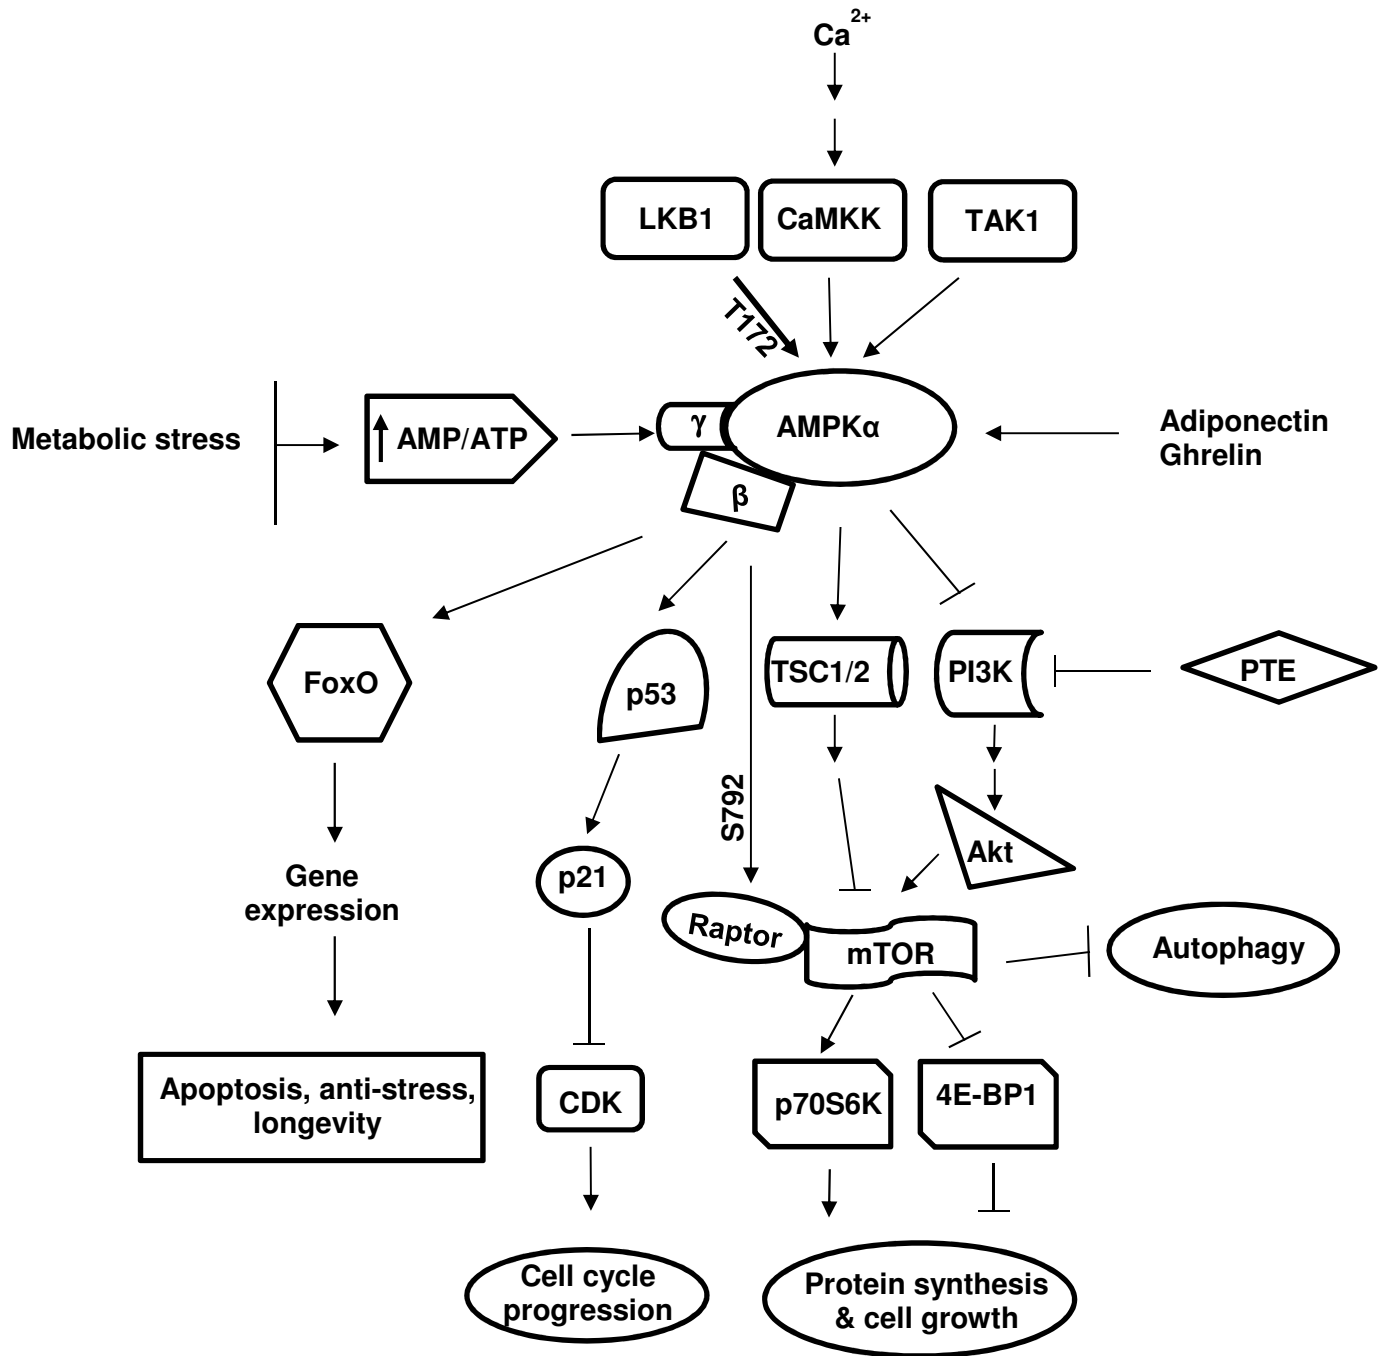 Ca2+
LKB1
CaMKK
TAK1
T172
Metabolic stress
AMP/ATP
γ
AMPKα
β
Adiponectin
Ghrelin
FoxO
p53
TSC1/2
PI3K
PTE
S792
Gene
expression
p21
Akt
Raptor
mTOR
Autophagy
Apoptosis, anti-stress,
longevity
CDK
p70S6K
4E-BP1
Cell cycle
progression
Protein synthesis
& cell growth